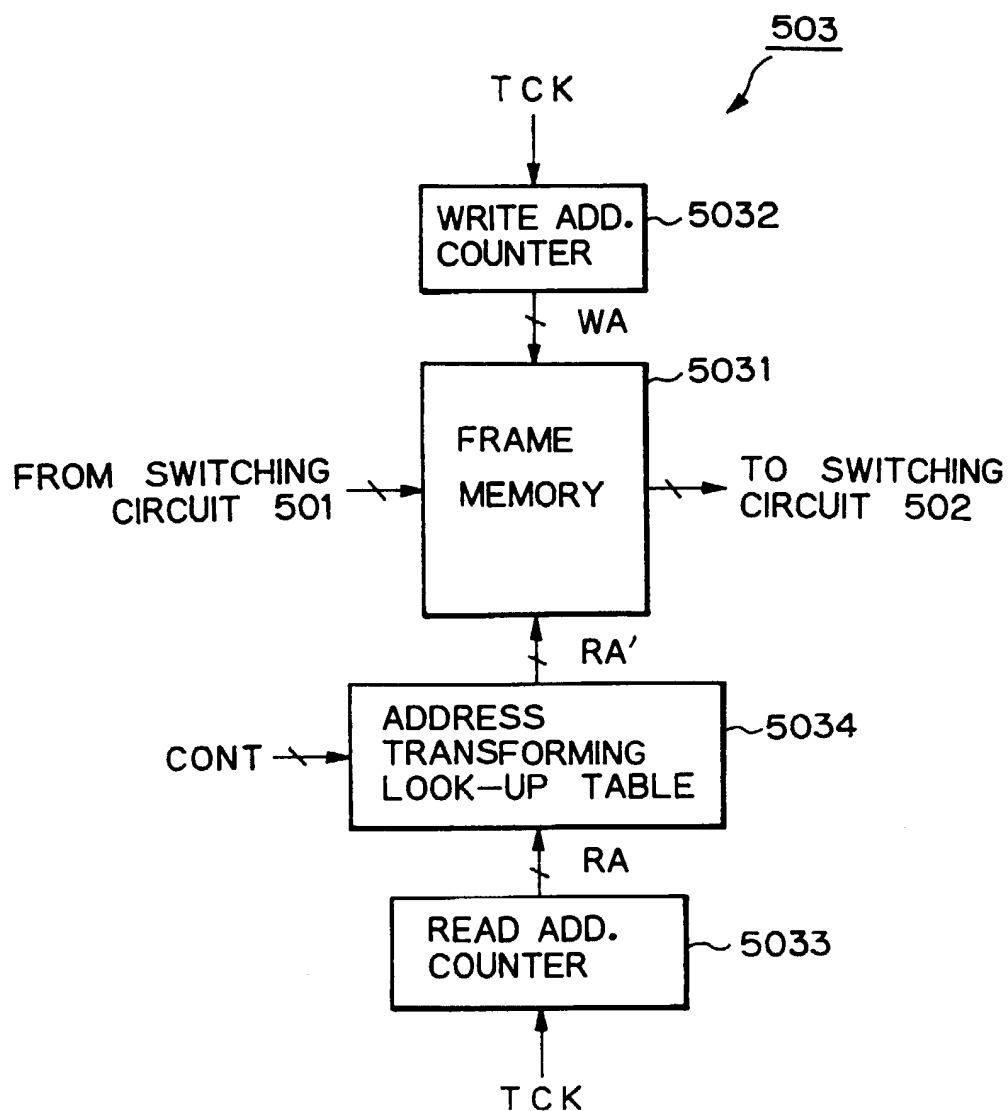 503
TCK
WRITE ADD.
COUNTER
5032
WA
5031
FRAME
MEMORY
FROM SWITCHING
CIRCUIT 501
TO SWITCHING
CIRCUIT 502
RA′
ADDRESS
TRANSFORMING
LOOK-UP TABLE
5034
CONT
RA
READ ADD.
COUNTER
5033
TCK